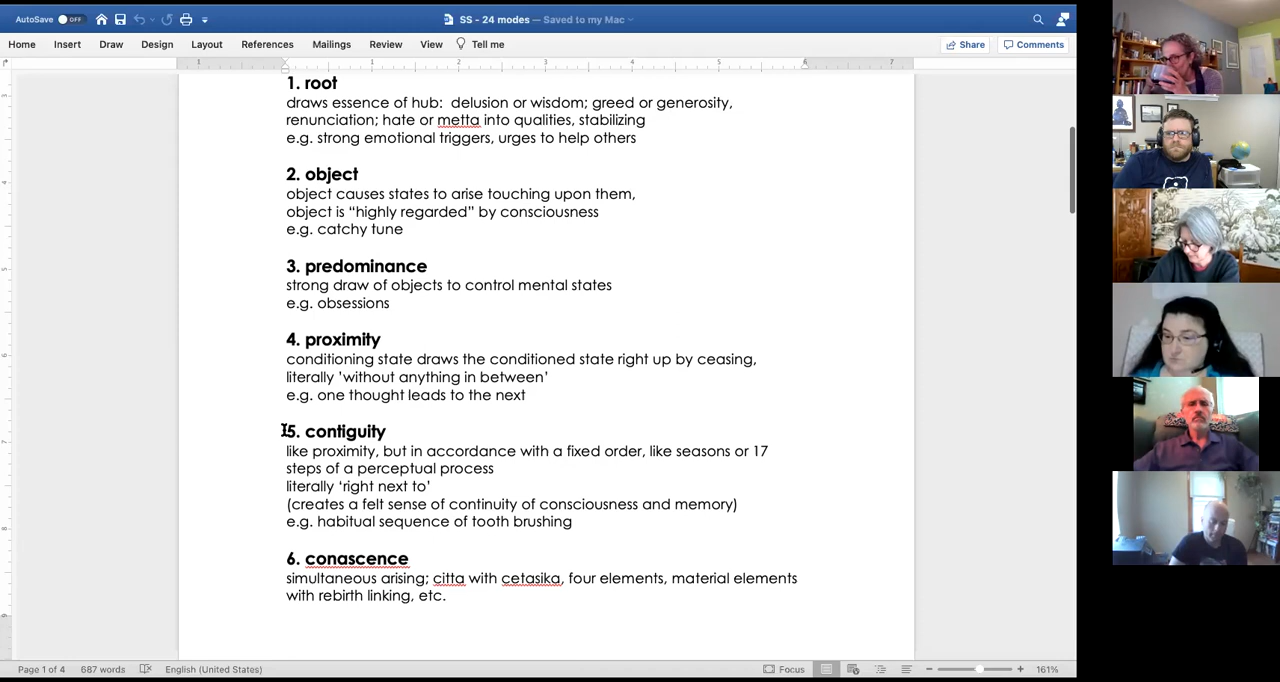 AutoSave OFF SS - 24 modes — Saved to my Mac
Home Insert Draw Design Layout References Mailings Review View Tell me Share Comments
1 1 2 3 4 5 6 7
1. root
draws essence of hub: delusion or wisdom; greed or generosity,
renunciation; hate or metta into qualities, stabilizing
e.g. strong emotional triggers, urges to help others
2. object
object causes states to arise touching upon them,
object is “highly regarded” by consciousness
e.g. catchy tune
3. predominance
strong draw of objects to control mental states
e.g. obsessions
4. proximity
conditioning state draws the conditioned state right up by ceasing,
literally ’without anything in between’
e.g. one thought leads to the next
5. contiguity
like proximity, but in accordance with a fixed order, like seasons or 17
steps of a perceptual process
literally ‘right next to’
(creates a felt sense of continuity of consciousness and memory)
e.g. habitual sequence of tooth brushing
6. conascence
simultaneous arising; citta with cetasika, four elements, material elements
with rebirth linking, etc.
Page 1 of 4 687 words English (United States) Focus 161%